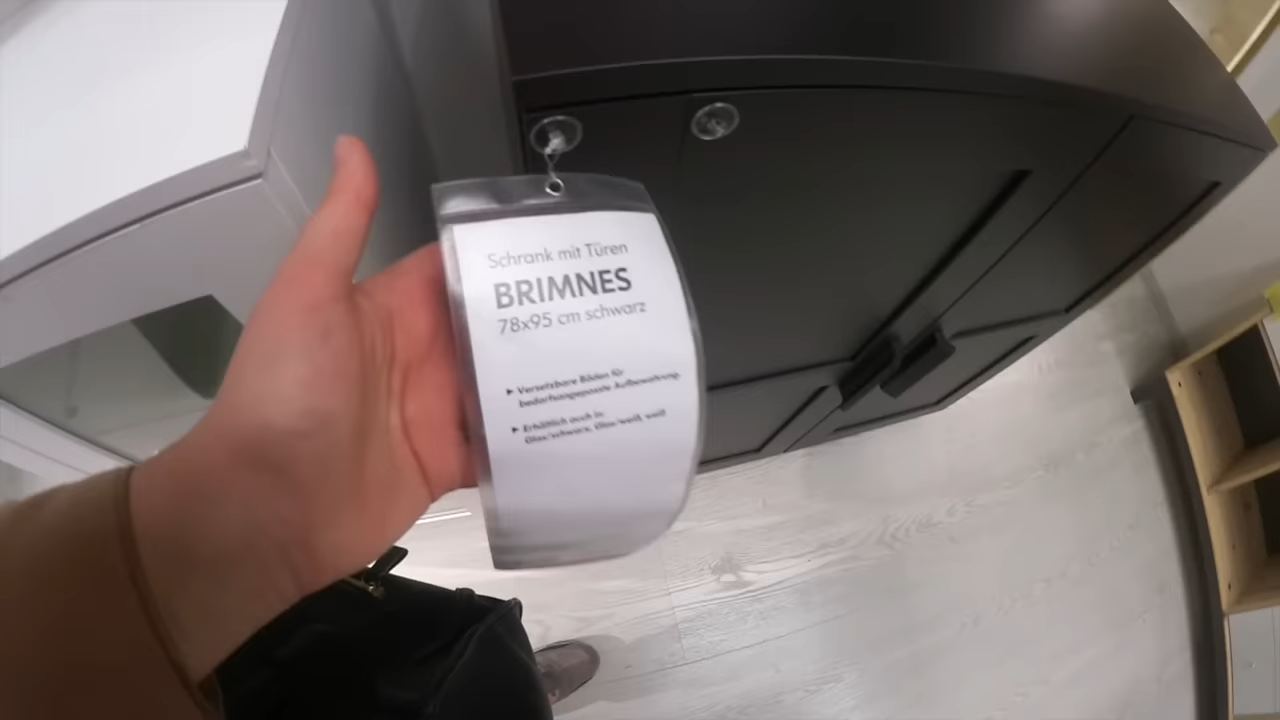 Schrank mit Türen
BRIMNES
78x95 cm schwarz
▸ Versetzbare Böden für
bedarfsangepasste Aufbewahrung.
▸ Erhältlich auch in:
Glas/schwarz, Glas/weiß, weiß